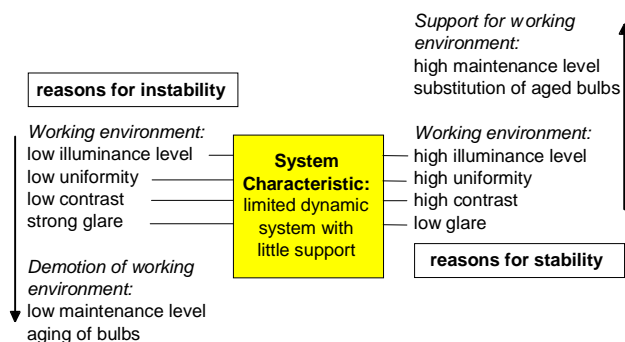 reasons for instability
Working environment:
low illuminance level
low uniformity
low contrast
strong glare
Demotion of working
environment:
low maintenance level
aging of bulbs
System
Characteristic:
limited dynamic
system with
little support
Support for working
environment:
high maintenance level
substitution of aged bulbs
Working environment:
high illuminance level
high uniformity
high contrast
low glare
reasons for stability